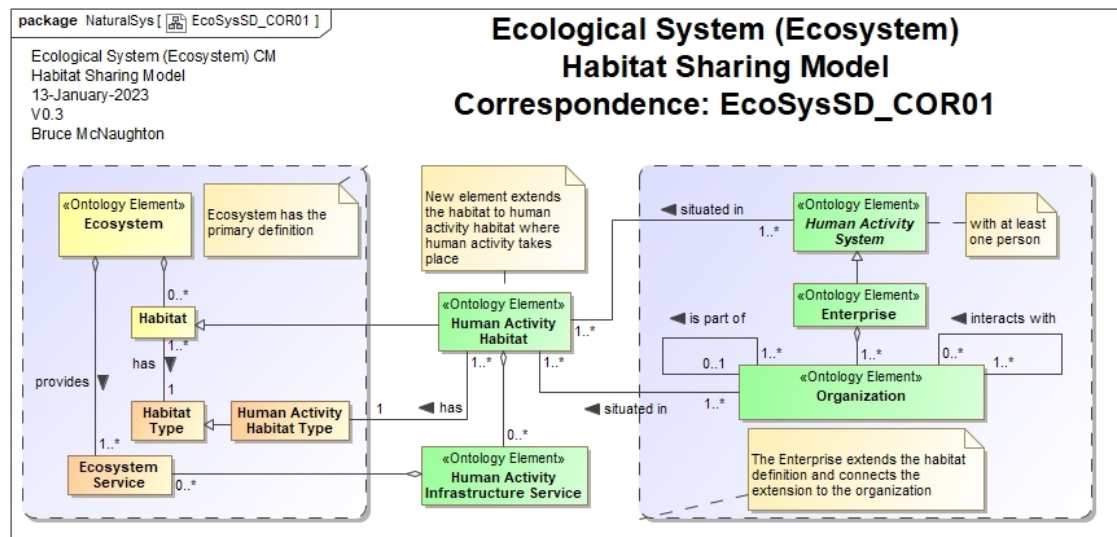 package NaturalSys [ EcoSysSD_COR01 ]
Ecological System (Ecosystem) CM
Habitat Sharing Model
13-January-2023
V0.3
Bruce McNaughton
Ecological System (Ecosystem)
Habitat Sharing Model
Correspondence: EcoSysSD_COR01
«Ontology Element»
Ecosystem
Ecosystem has the
primary definition
New element extends
the habitat to human
activity habitat where
human activity takes
place
situated in
1..*
«Ontology Element»
Human Activity
System
with at least
one person
0..*
Habitat
1..*
has
provides
1
«Ontology Element»
Human Activity
Habitat
1..*
1..*
1..*
«Ontology Element»
Enterprise
is part of
0..1
1..*
1..*
interacts with
0..*
1..*
«Ontology Element»
Organization
1..*
situated in
Habitat
Type
Human Activity
Habitat Type
1
has
1..*
Ecosystem
Service
0..*
0..*
«Ontology Element»
Human Activity
Infrastructure Service
The Enterprise extends the habitat
definition and connects the
extension to the organization